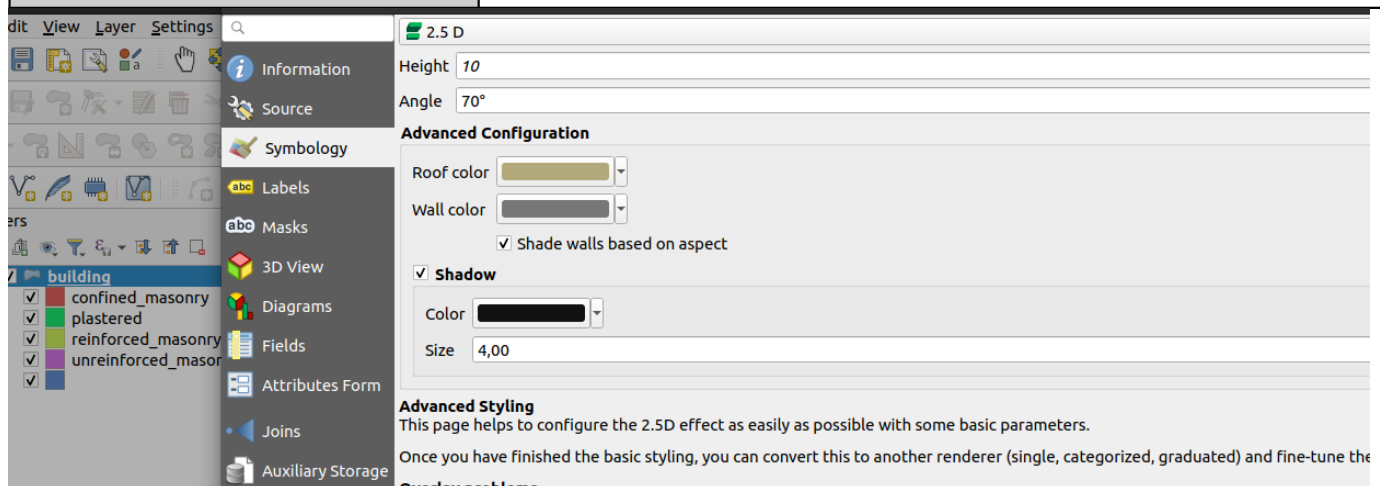 dit View Layer Settings
2.5 D
Information
Height 10
Source
Angle 70°
Symbology
Advanced Configuration
Roof color
abc Labels
Wall color
ers
abc Masks
Shade walls based on aspect
building
3D View
Shadow
confined_masonry
plastered
Diagrams
Color
reinforced_masonry
Fields
Size 4,00
unreinforced_masor
Attributes Form
Advanced Styling
This page helps to configure the 2.5D effect as easily as possible with some basic parameters.
Joins
Once you have finished the basic styling, you can convert this to another renderer (single, categorized, graduated) and fine-tune the
Auxiliary Storage